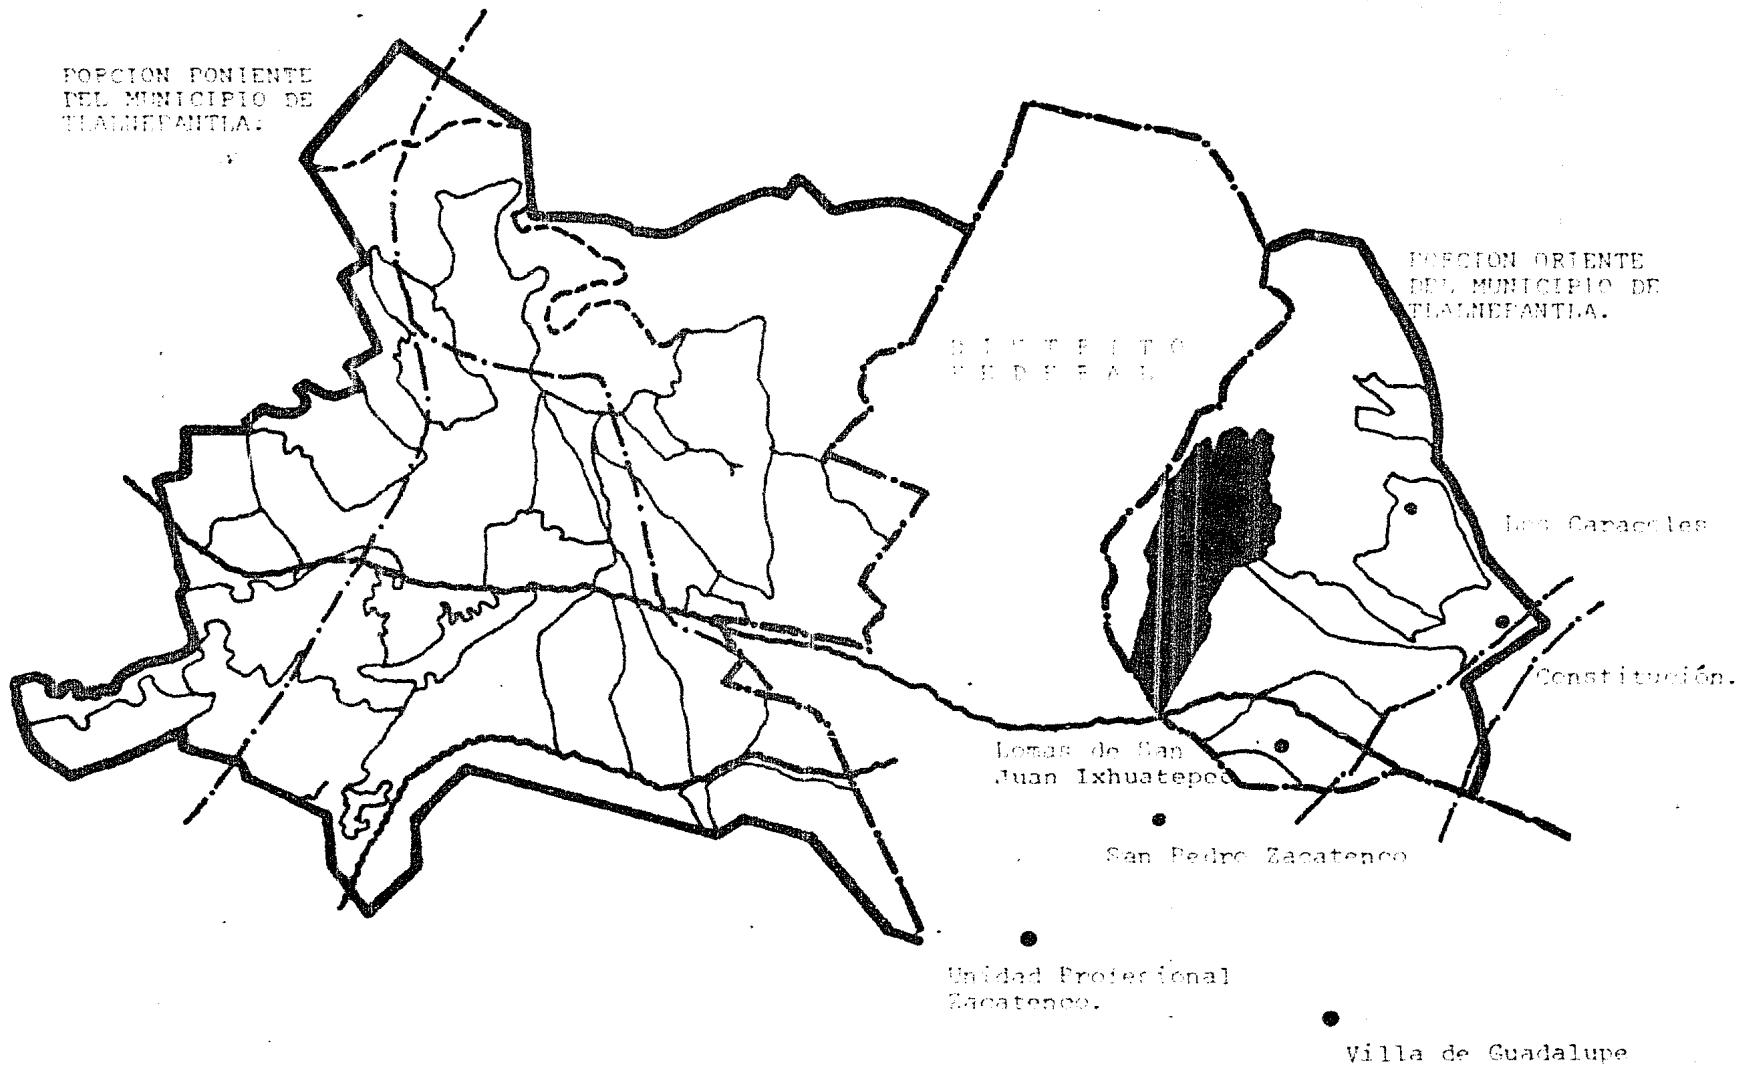 PORCION PONIENTE
DEL MUNICIPIO DE
TLALNEPANTLA:
PORCION ORIENTE
DEL MUNICIPIO DE
TLALNEPANTLA.
DISTRITO
FEDERAL
Los Caracoles
Constitución.
Lomas de San
Juan Ixhuatepec
San Pedro Zacatenco
Unidad Profesional
Zacatenco.
Villa de Guadalupe